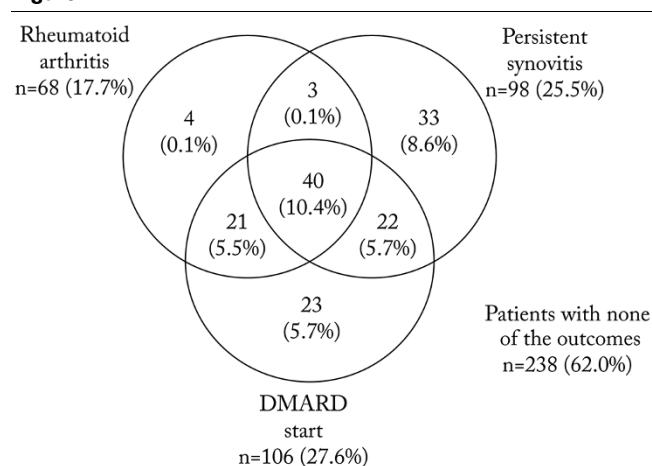 Rheumatoid
arthritis
n=68 (17.7%)
Persistent
synovitis
n=98 (25.5%)
3
(0.1%)
4
(0.1%)
33
(8.6%)
40
(10.4%)
21
(5.5%)
22
(5.7%)
23
(5.7%)
Patients with none
of the outcomes
n=238 (62.0%)
DMARD
start
n=106 (27.6%)